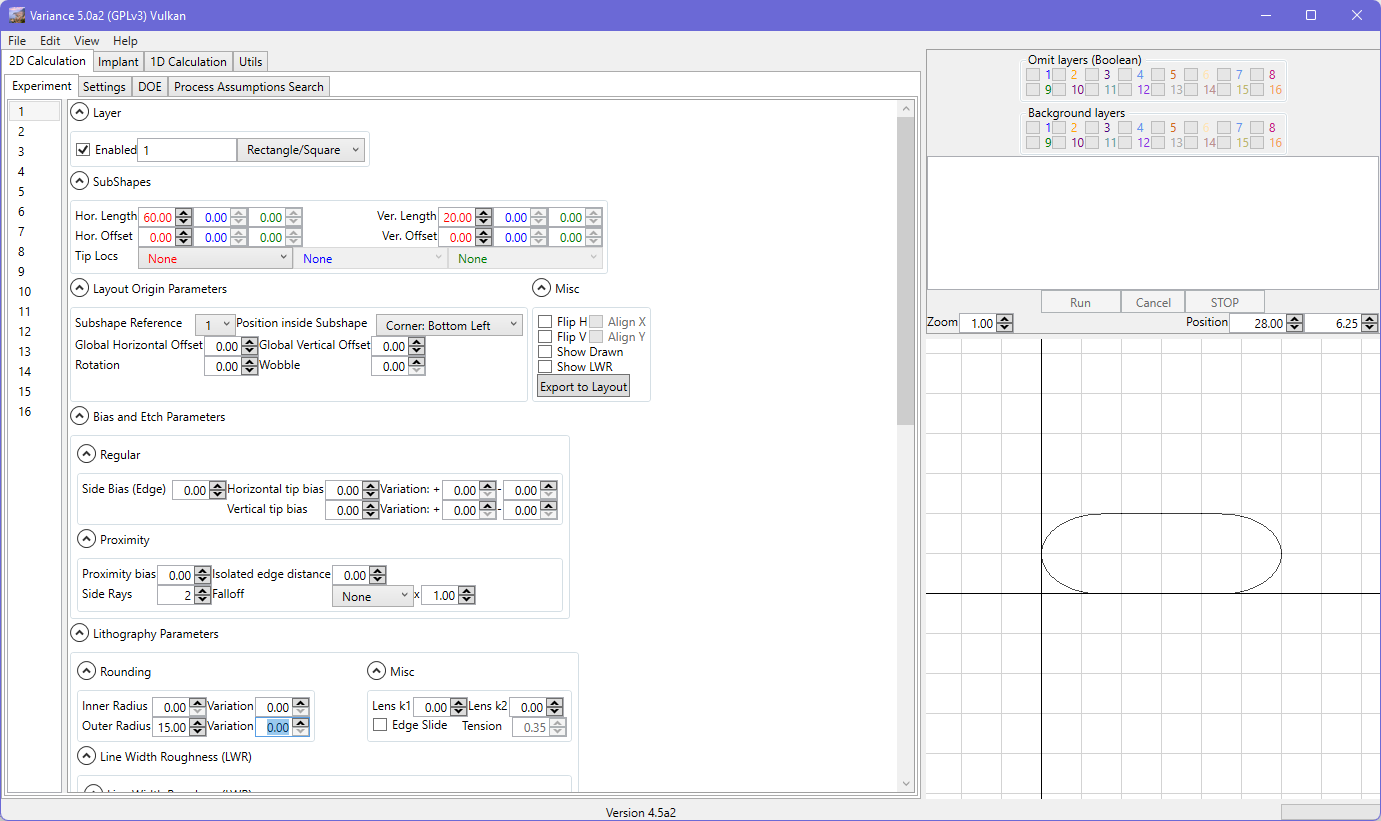 Variance 5.0a2 (GPLv3) Vulkan
File Edit View Help
2D Calculation Implant 1D Calculation Utils
Experiment Settings DOE Process Assumptions Search
1
2
3
4
5
6
7
8
9
10
11
12
13
14
15
16
Layer
Enabled 1 Rectangle/Square
SubShapes
Hor. Length 60.00 0.00 0.00 Ver. Length 20.00 0.00 0.00
Hor. Offset 0.00 0.00 0.00 Ver. Offset 0.00 0.00 0.00
Tip Locs None None None
Layout Origin Parameters
Subshape Reference 1 Position inside Subshape Corner: Bottom Left
Global Horizontal Offset 0.00 Global Vertical Offset 0.00
Rotation 0.00 Wobble 0.00
Misc
Flip H Align X
Flip V Align Y
Show Drawn
Show LWR
Export to Layout
Bias and Etch Parameters
Regular
Side Bias (Edge) 0.00 Horizontal tip bias 0.00 Variation: + 0.00 - 0.00
Vertical tip bias 0.00 Variation: + 0.00 - 0.00
Proximity
Proximity bias 0.00 Isolated edge distance 0.00
Side Rays 2 Falloff None x 1.00
Lithography Parameters
Rounding
Inner Radius 0.00 Variation 0.00
Outer Radius 15.00 Variation 0.00
Misc
Lens k1 0.00 Lens k2 0.00
Edge Slide Tension 0.35
Line Width Roughness (LWR)
Line Width Roughness (LWR)
Omit layers (Boolean)
1 2 3 4 5 6 7 8
9 10 11 12 13 14 15 16
Background layers
1 2 3 4 5 6 7 8
9 10 11 12 13 14 15 16
Run Cancel STOP
Zoom 1.00 Position 28.00 6.25
Version 4.5a2